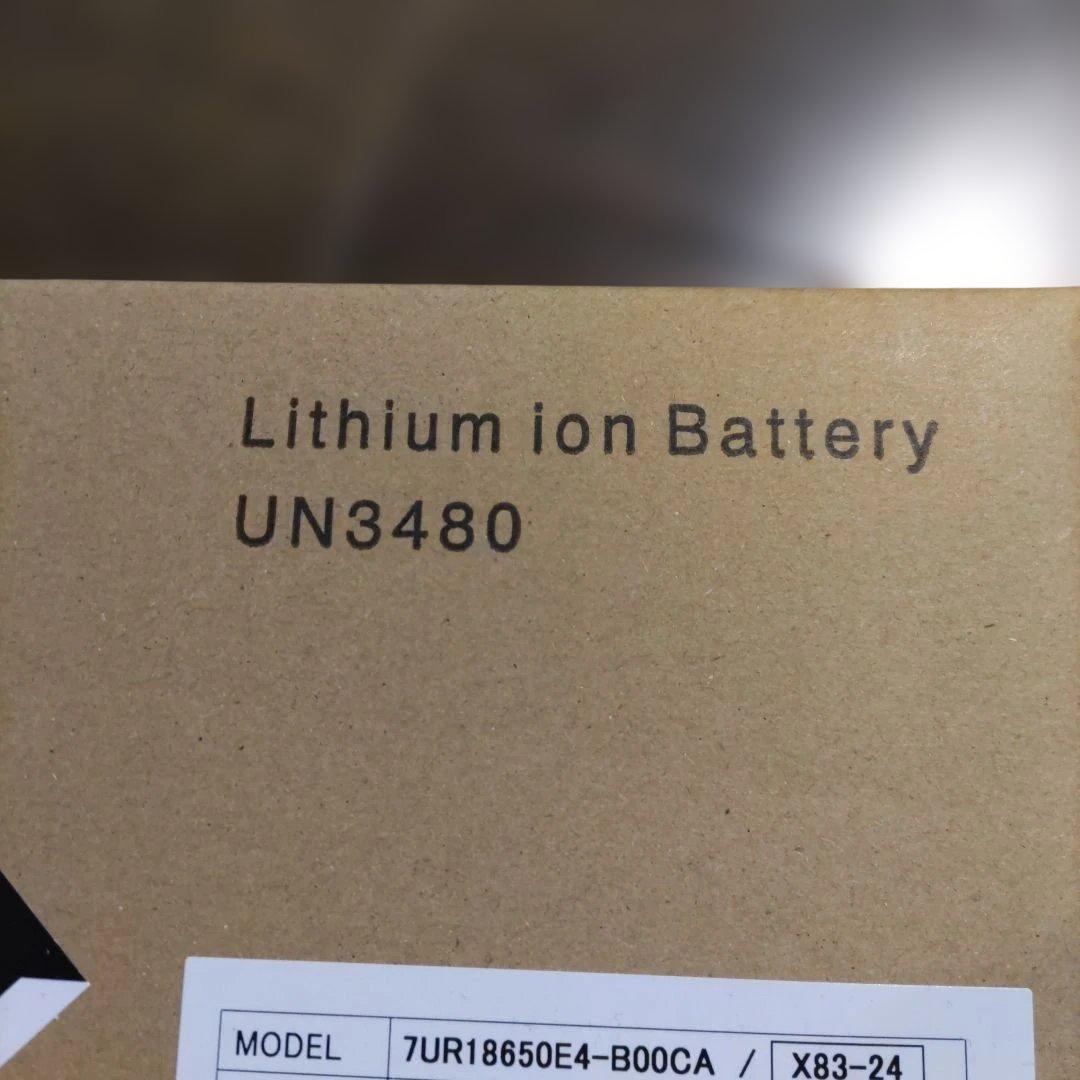 Lithium ion Battery
UN3480
MODEL 7UR18650E4-B00CA / X83-24